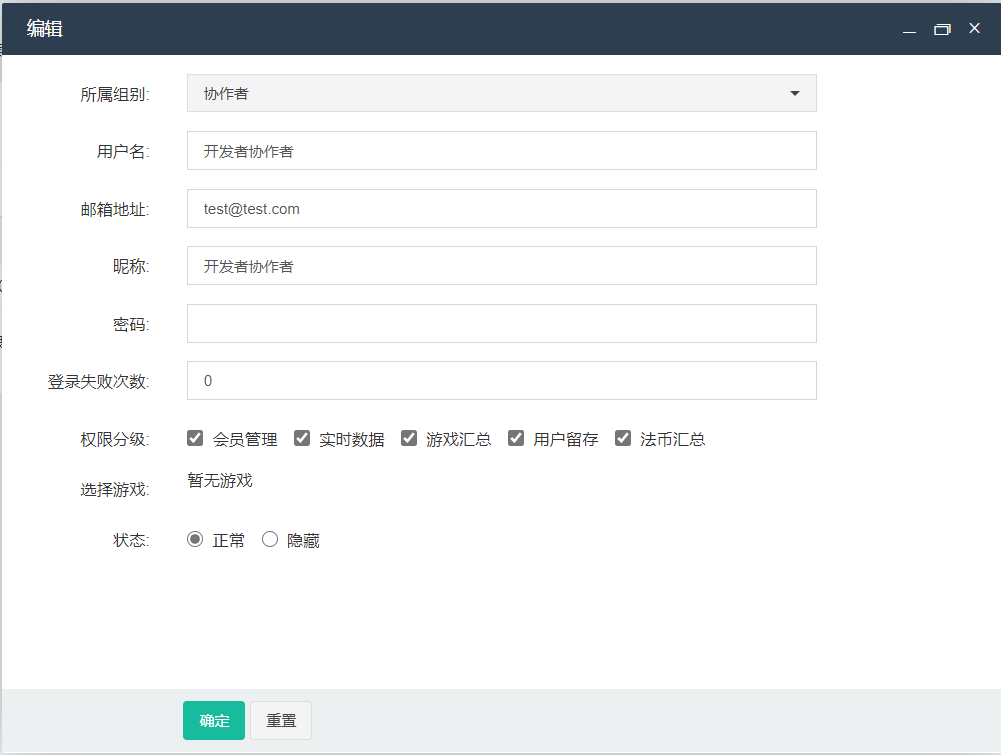 编辑
所属组别: 协作者
用户名: 开发者协作者
邮箱地址: test@test.com
昵称: 开发者协作者
密码:
登录失败次数: 0
权限分级: 会员管理 实时数据 游戏汇总 用户留存 法币汇总
选择游戏: 暂无游戏
状态: 正常 隐藏
确定 重置